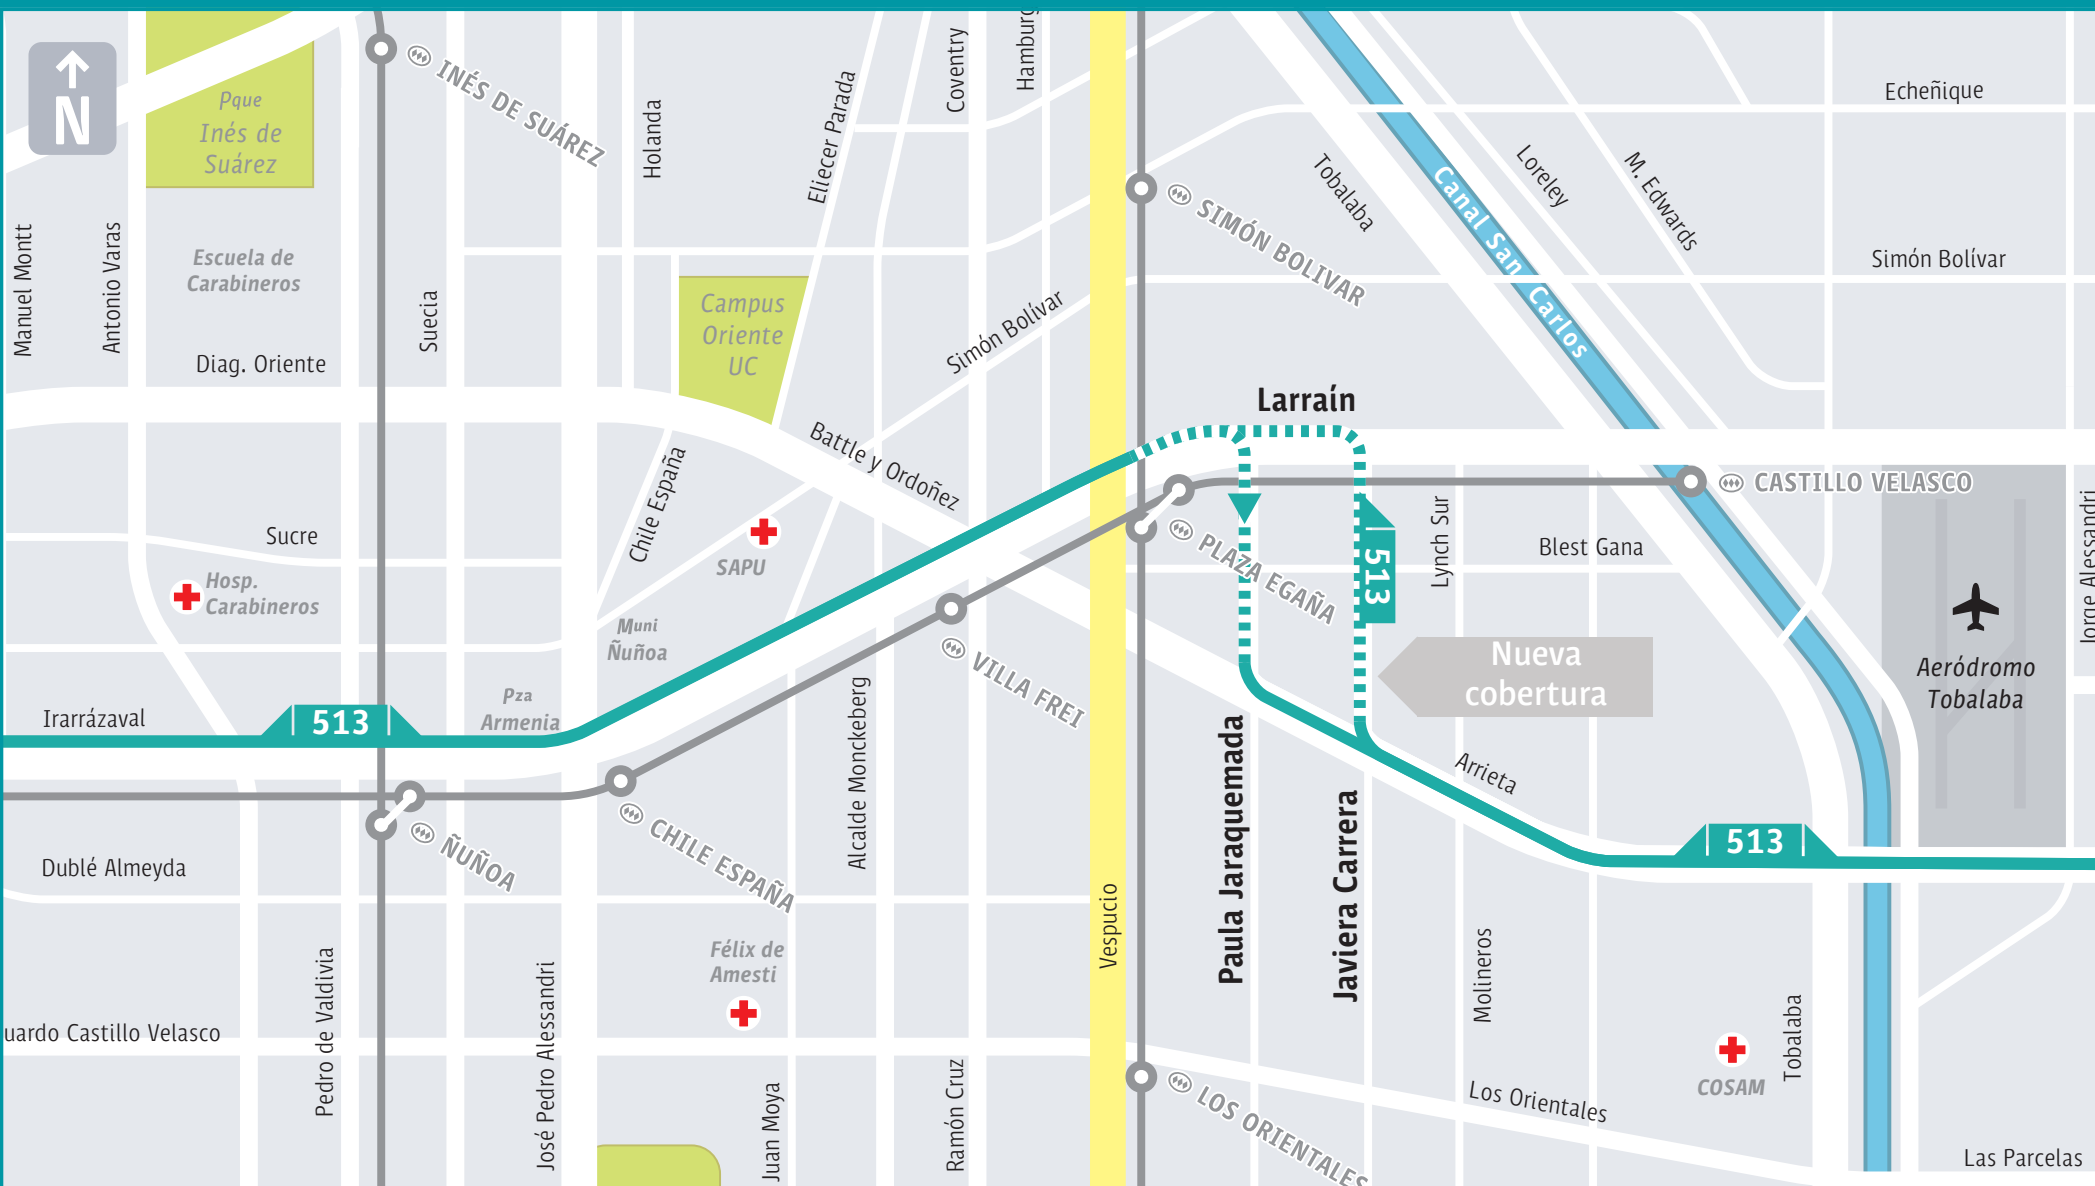 N
INÉS DE SUÁREZ
Pque
Inés de
Suárez
Holanda
Eliecer Parada
Coventry
Echeñique
Loreley
M. Edwards
Tobalaba
Canal San Carlos
SIMÓN BOLIVAR
Simón Bolívar
Manuel Montt
Antonio Varas
Escuela de
Carabineros
Suecia
Campus
Oriente
UC
Simón Bolívar
Diag. Oriente
Larraín
Battle y Ordoñez
Chile España
CASTILLO VELASCO
Sucre
SAPU
PLAZA EGAÑA
513
Lynch Sur
Blest Gana
Jorge Alessandri
Hosp.
Carabineros
Muni
Ñuñoa
VILLA FREI
Nueva
cobertura
Aeródromo
Tobalaba
Pza
Armenia
Irarrázaval
513
Alcalde Monckeberg
Paula Jaraquemada
Javiera Carrera
Arrieta
513
CHILE ESPAÑA
ÑUÑOA
Dublé Almeyda
Vespucio
Félix de
Amesti
Molineros
Pedro de Valdivia
José Pedro Alessandri
uardo Castillo Velasco
Juan Moya
Ramón Cruz
LOS ORIENTALES
Los Orientales
COSAM
Tobalaba
Las Parcelas